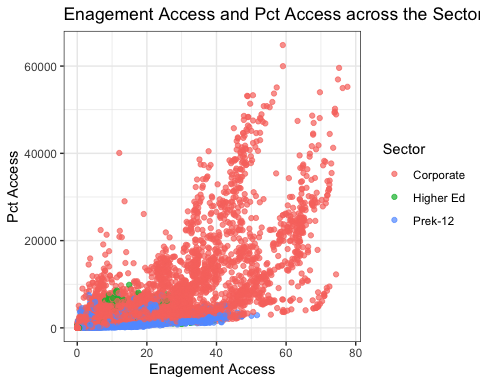 Enagement Access and Pct Access across the Sector
60000
40000
20000
0
Pct Access
0 20 40 60 80
Enagement Access
Sector
Corporate
Higher Ed
Prek-12